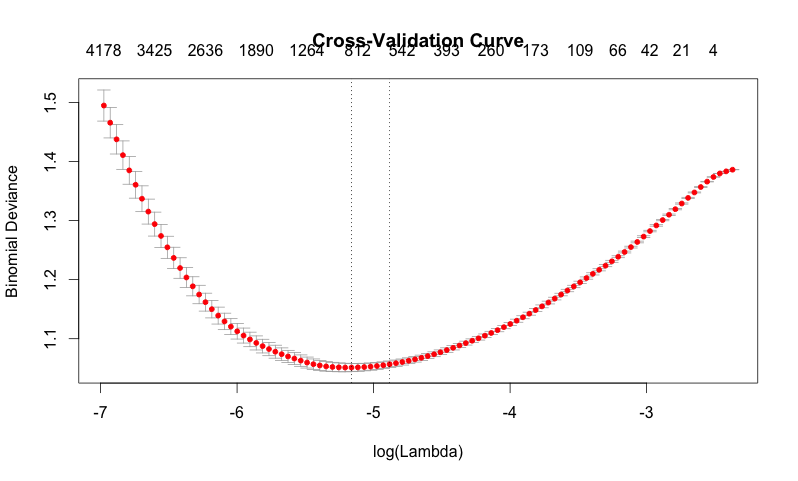 Cross-Validation Curve
4178 3425 2636 1890 1264 812 542 393 260 173 109 66 42 21 4
1.5
1.4
1.3
1.2
1.1
Binomial Deviance
-7 -6 -5 -4 -3
log(Lambda)